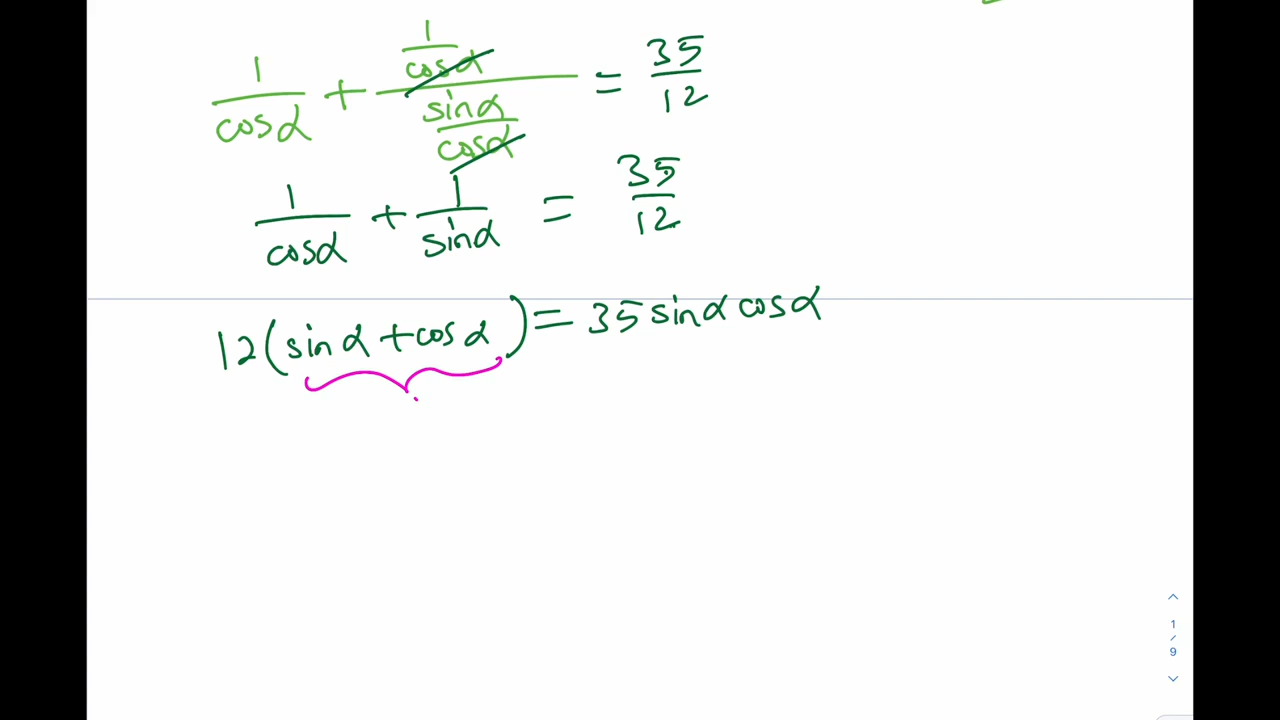 1/cosα + (1/cosα)/(sinα/cosα) = 35/12
1/cosα + 1/sinα = 35/12
12(sinα + cosα) = 35 sinα cosα
1
/
9